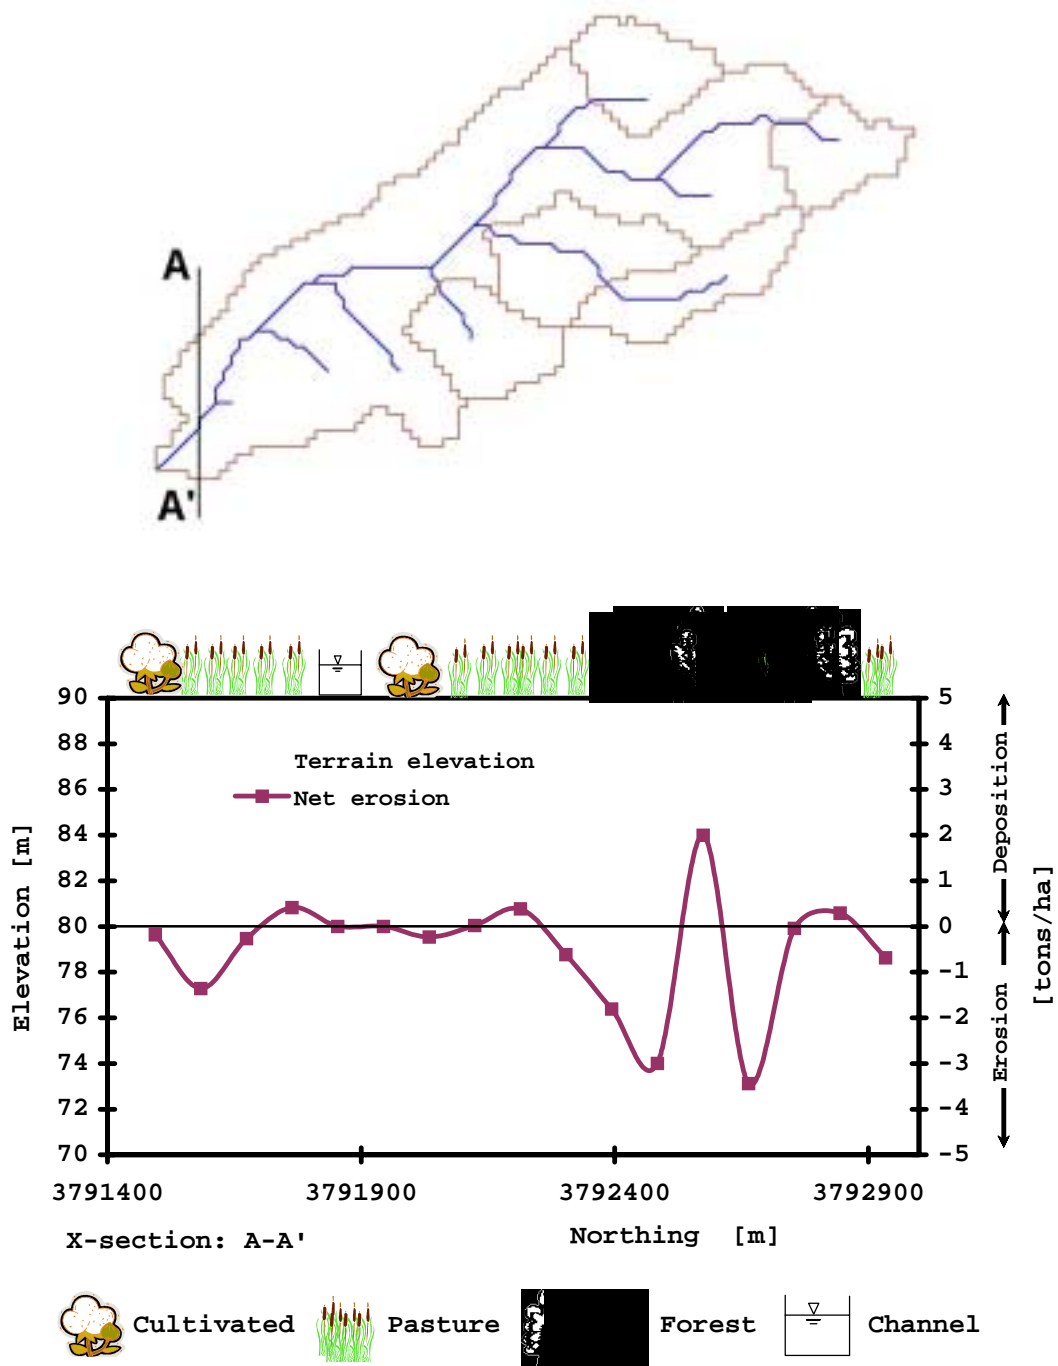 A
A'
90
88
86
84
82
80
78
76
74
72
70
Elevation [m]
Terrain elevation
Net erosion
5
4
3
2
1
0
-1
-2
-3
-4
-5
Deposition
Erosion
[tons/ha]
3791400 3791900 3792400 3792900
X-section: A-A' Northing [m]
Cultivated Pasture Forest Channel